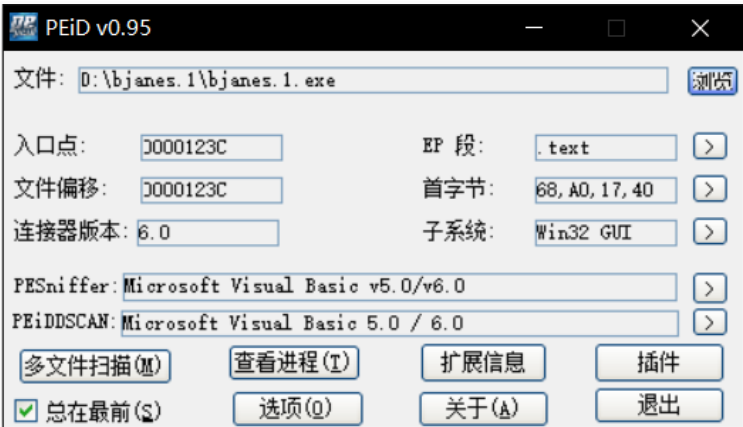 PEiD v0.95
文件: D:\bjanes.1\bjanes.1.exe 浏览
入口点: 0000123C EP 段: .text >
文件偏移: 0000123C 首字节: 68,A0,17,40 >
连接器版本: 6.0 子系统: Win32 GUI >
PESniffer: Microsoft Visual Basic v5.0/v6.0 >
PEiDDSCAN: Microsoft Visual Basic 5.0 / 6.0 >
多文件扫描(M) 查看进程(T) 扩展信息 插件
总在最前(S) 选项(O) 关于(A) 退出